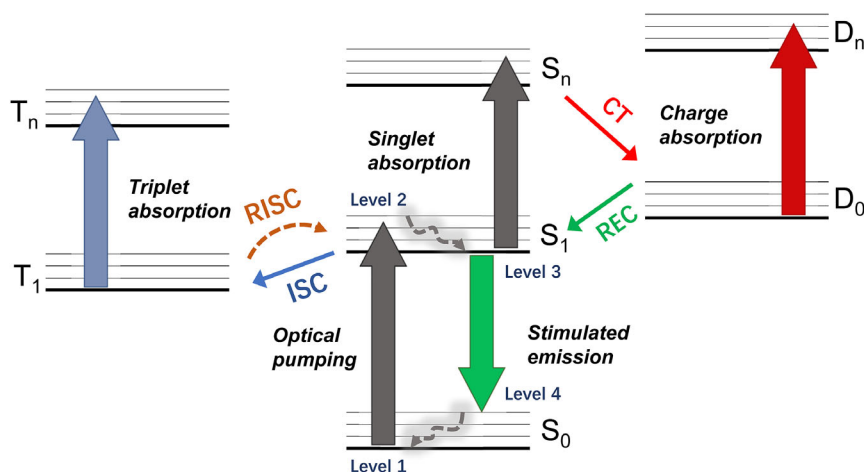 Dn
Sn
Tn
CT
Charge
absorption
Singlet
absorption
Triplet
absorption
RISC
Level 2
S1
D0
REC
T1
ISC
Level 3
Optical
pumping
Stimulated
emission
Level 4
S0
Level 1